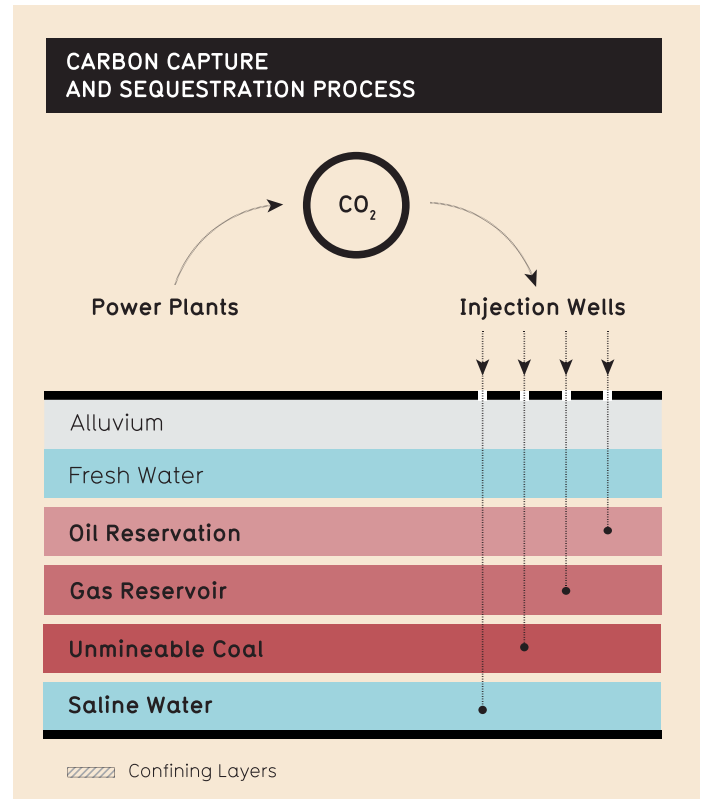 CARBON CAPTURE
AND SEQUESTRATION PROCESS
CO₂
Power Plants
Injection Wells
Alluvium
Fresh Water
Oil Reservation
Gas Reservoir
Unmineable Coal
Saline Water
Confining Layers